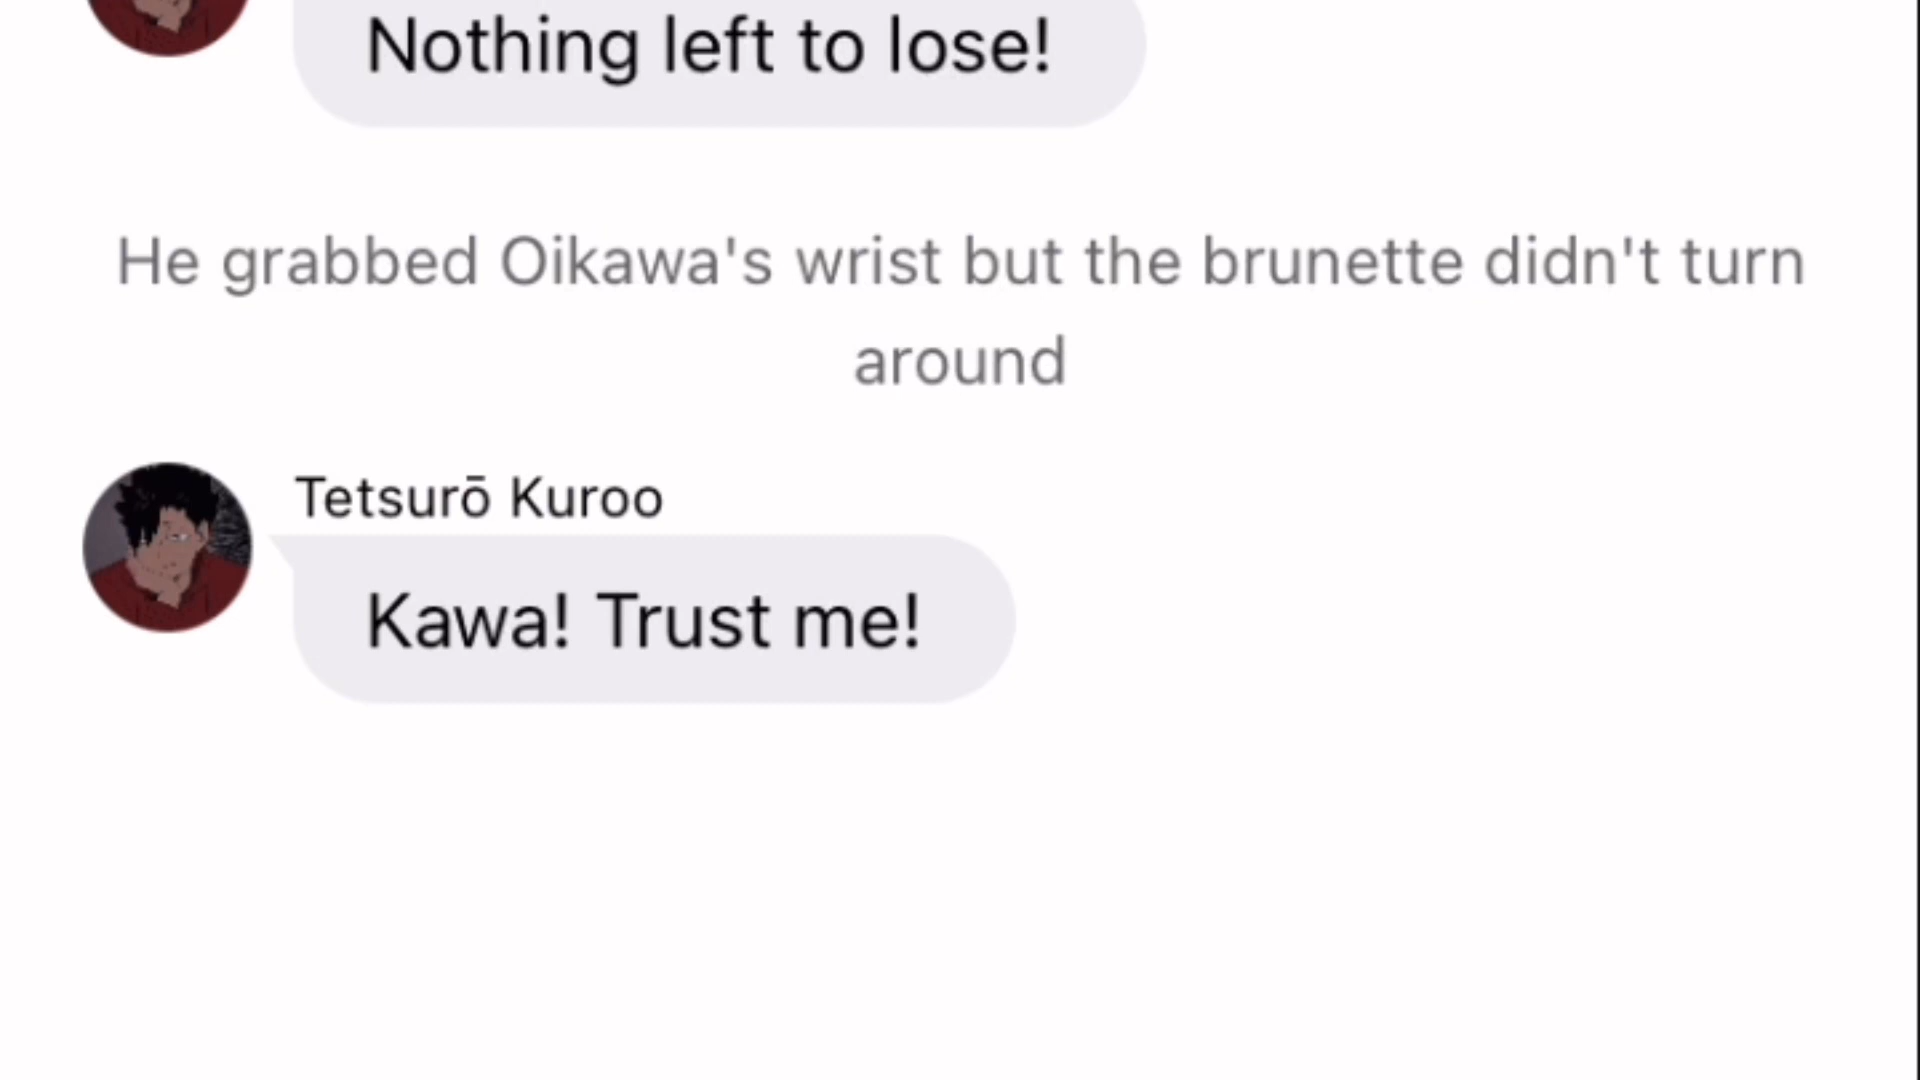 Nothing left to lose!
He grabbed Oikawa's wrist but the brunette didn't turn
around
Tetsurō Kuroo
Kawa! Trust me!